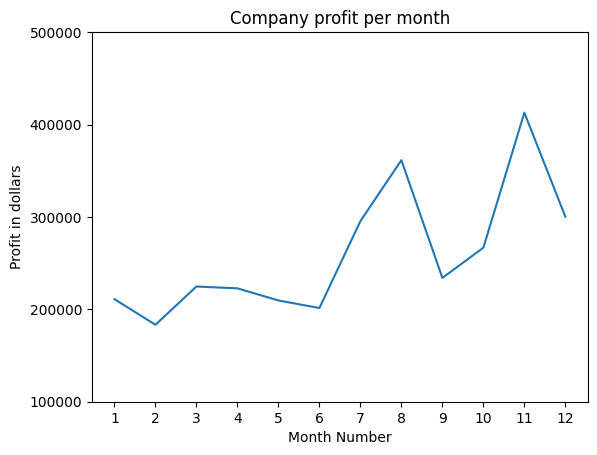 Company profit per month
500000
400000
300000
200000
100000
Profit in dollars
1 2 3 4 5 6 7 8 9 10 11 12
Month Number